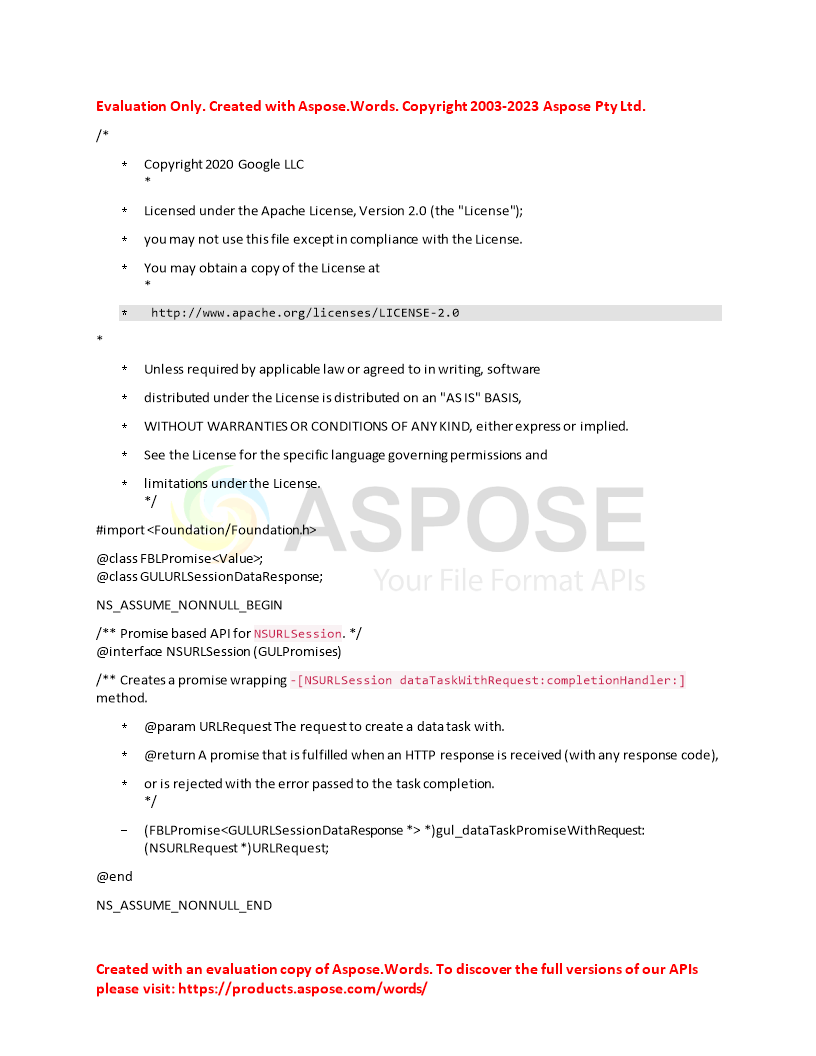 Evaluation Only. Created with Aspose.Words. Copyright 2003-2023 Aspose Pty Ltd.
/*
* Copyright 2020 Google LLC
*
* Licensed under the Apache License, Version 2.0 (the "License");
* you may not use this file except in compliance with the License.
* You may obtain a copy of the License at
*
* http://www.apache.org/licenses/LICENSE-2.0
*
* Unless required by applicable law or agreed to in writing, software
* distributed under the License is distributed on an "AS IS" BASIS,
* WITHOUT WARRANTIES OR CONDITIONS OF ANY KIND, either express or implied.
* See the License for the specific language governing permissions and
* limitations under the License.
*/
ASPOSE
Your File Format APIs
#import <Foundation/Foundation.h>
@class FBLPromise<Value>;
@class GULURLSessionDataResponse;
NS_ASSUME_NONNULL_BEGIN
/** Promise based API for NSURLSession. */
@interface NSURLSession (GULPromises)
/** Creates a promise wrapping -[NSURLSession dataTaskWithRequest:completionHandler:]
method.
* @param URLRequest The request to create a data task with.
* @return A promise that is fulfilled when an HTTP response is received (with any response code),
* or is rejected with the error passed to the task completion.
*/
– (FBLPromise<GULURLSessionDataResponse *> *)gul_dataTaskPromiseWithRequest:
(NSURLRequest *)URLRequest;
@end
NS_ASSUME_NONNULL_END
Created with an evaluation copy of Aspose.Words. To discover the full versions of our APIs
please visit: https://products.aspose.com/words/